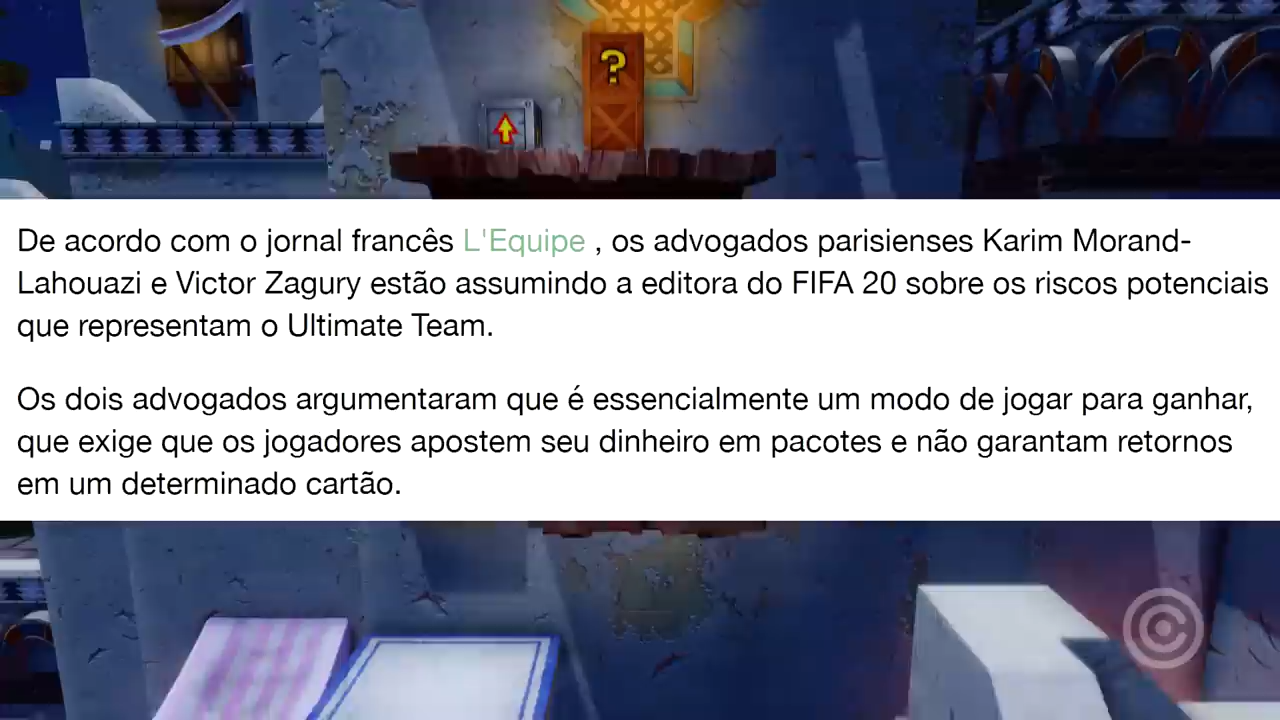 ?
De acordo com o jornal francês L'Equipe , os advogados parisienses Karim Morand-
Lahouazi e Victor Zagury estão assumindo a editora do FIFA 20 sobre os riscos potenciais
que representam o Ultimate Team.
Os dois advogados argumentaram que é essencialmente um modo de jogar para ganhar,
que exige que os jogadores apostem seu dinheiro em pacotes e não garantam retornos
em um determinado cartão.